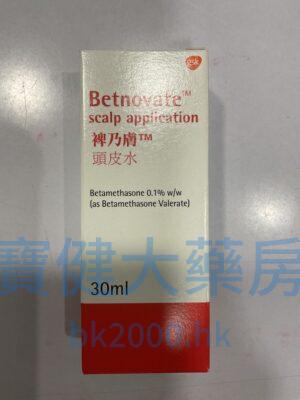 gsk
Betnovate™
scalp application
裨乃膚™
頭皮水
Betamethasone 0.1% w/w
(as Betamethasone Valerate)
寶健大藥房
30ml
bk2000.hk